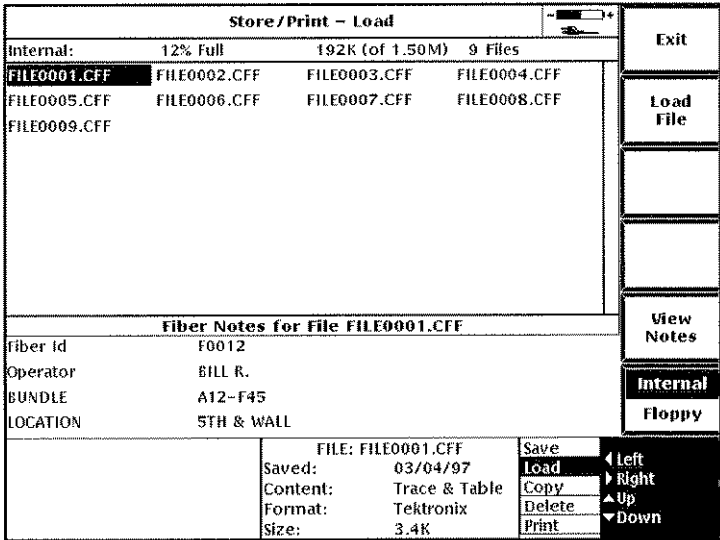 Store/Print – Load
- +
Internal: 12% Full 192K (of 1.50M) 9 Files
FILE0001.CFF FILE0002.CFF FILE0003.CFF FILE0004.CFF
FILE0005.CFF FILE0006.CFF FILE0007.CFF FILE0008.CFF
FILE0009.CFF
Fiber Notes for File FILE0001.CFF
Fiber Id F0012
Operator BILL R.
BUNDLE A12-F45
LOCATION 5TH & WALL
FILE: FILE0001.CFF
Saved: 03/04/97
Content: Trace & Table
Format: Tektronix
Size: 3.4K
Save
Load
Copy
Delete
Print
Left
Right
Up
Down
Exit
Load
File
View
Notes
Internal
Floppy